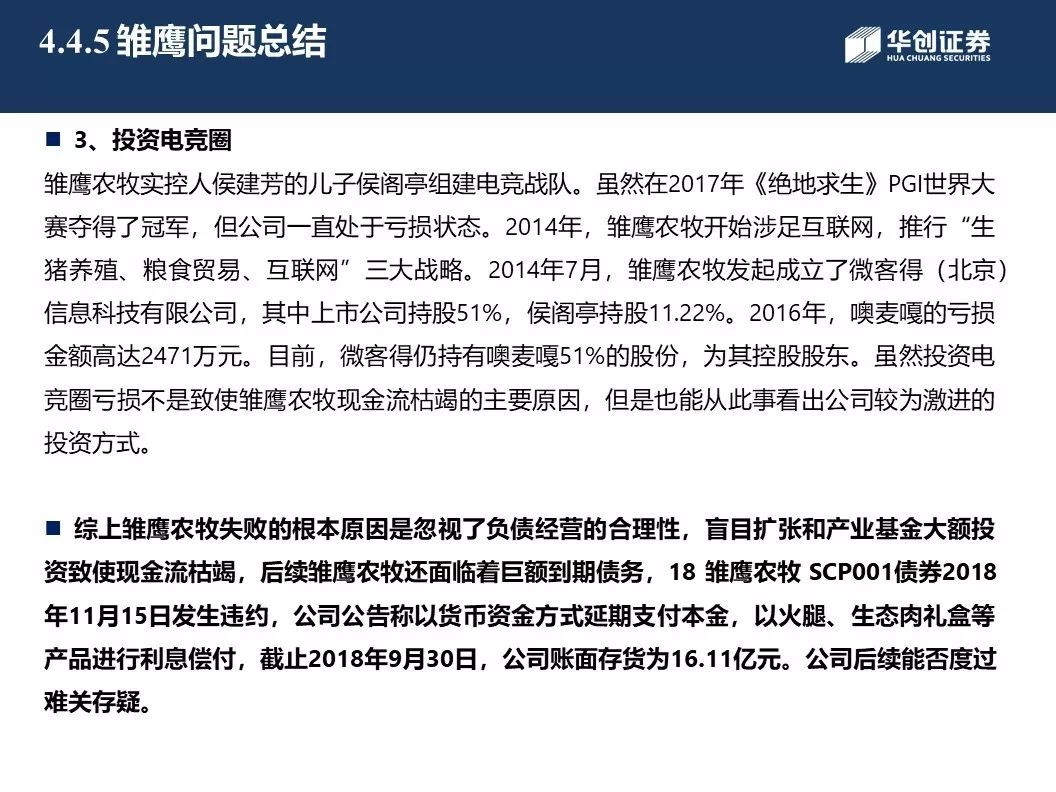 4.4.5 雏鹰问题总结
华创证券
HUA CHUANG SECURITIES
■ 3、投资电竞圈
雏鹰农牧实控人侯建芳的儿子侯阁亭组建电竞战队。虽然在2017年《绝地求生》PGI世界大
赛夺得了冠军，但公司一直处于亏损状态。2014年，雏鹰农牧开始涉足互联网，推行“生
猪养殖、粮食贸易、互联网”三大战略。2014年7月，雏鹰农牧发起成立了微客得（北京）
信息科技有限公司，其中上市公司持股51%，侯阁亭持股11.22%。2016年，噢麦嘎的亏损
金额高达2471万元。目前，微客得仍持有噢麦嘎51%的股份，为其控股股东。虽然投资电
竞圈亏损不是致使雏鹰农牧现金流枯竭的主要原因，但是也能从此事看出公司较为激进的
投资方式。
■ 综上雏鹰农牧失败的根本原因是忽视了负债经营的合理性，盲目扩张和产业基金大额投
资致使现金流枯竭，后续雏鹰农牧还面临着巨额到期债务，18 雏鹰农牧 SCP001债券2018
年11月15日发生违约，公司公告称以货币资金方式延期支付本金，以火腿、生态肉礼盒等
产品进行利息偿付，截止2018年9月30日，公司账面存货为16.11亿元。公司后续能否度过
难关存疑。